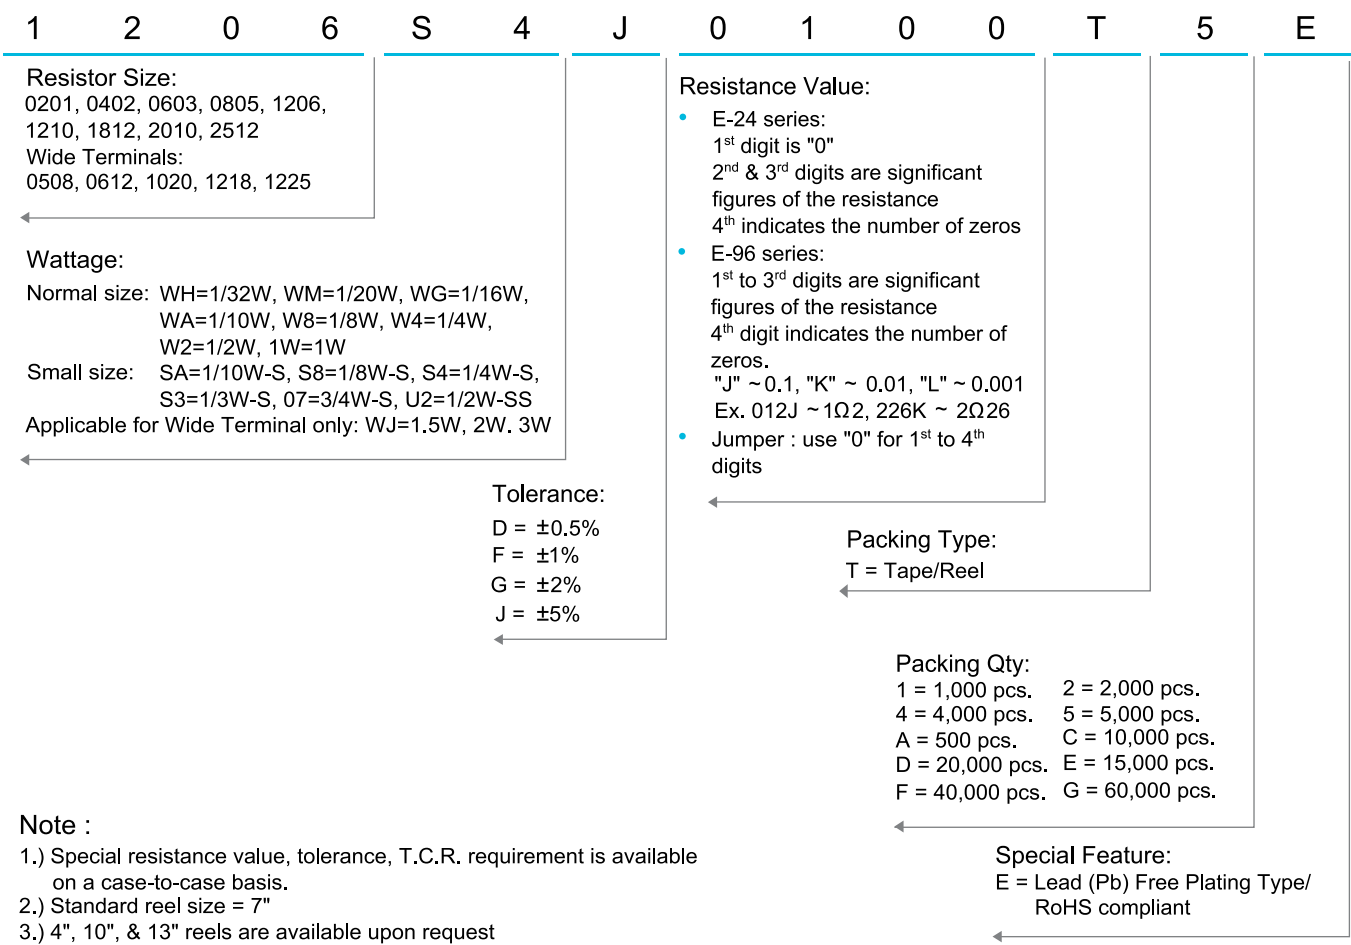 1 2 0 6 S 4 J 0 1 0 0 T 5 E
Resistor Size:
0201, 0402, 0603, 0805, 1206,
1210, 1812, 2010, 2512
Wide Terminals:
0508, 0612, 1020, 1218, 1225
Wattage:
Normal size: WH=1/32W, WM=1/20W, WG=1/16W,
WA=1/10W, W8=1/8W, W4=1/4W,
W2=1/2W, 1W=1W
Small size: SA=1/10W-S, S8=1/8W-S, S4=1/4W-S,
S3=1/3W-S, 07=3/4W-S, U2=1/2W-SS
Applicable for Wide Terminal only: WJ=1.5W, 2W. 3W
Tolerance:
D = ±0.5%
F = ±1%
G = ±2%
J = ±5%
Resistance Value:
• E-24 series:
1st digit is "0"
2nd & 3rd digits are significant
figures of the resistance
4th indicates the number of zeros
• E-96 series:
1st to 3rd digits are significant
figures of the resistance
4th digit indicates the number of
zeros.
"J" ~ 0.1, "K" ~ 0.01, "L" ~ 0.001
Ex. 012J ~ 1Ω2, 226K ~ 2Ω26
• Jumper : use "0" for 1st to 4th
digits
Packing Type:
T = Tape/Reel
Packing Qty:
1 = 1,000 pcs. 2 = 2,000 pcs.
4 = 4,000 pcs. 5 = 5,000 pcs.
A = 500 pcs. C = 10,000 pcs.
D = 20,000 pcs. E = 15,000 pcs.
F = 40,000 pcs. G = 60,000 pcs.
Special Feature:
E = Lead (Pb) Free Plating Type/
RoHS compliant
Note :
1.) Special resistance value, tolerance, T.C.R. requirement is available
on a case-to-case basis.
2.) Standard reel size = 7"
3.) 4", 10", & 13" reels are available upon request